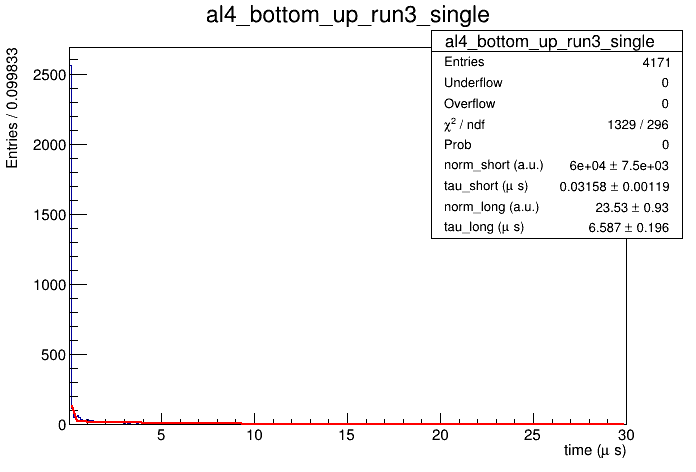 al4_bottom_up_run3_single
al4_bottom_up_run3_single
Entries 4171
Underflow 0
Overflow 0
χ² / ndf 1329 / 296
Prob 0
norm_short (a.u.) 6e+04 ± 7.5e+03
tau_short (μ s) 0.03158 ± 0.00119
norm_long (a.u.) 23.53 ± 0.93
tau_long (μ s) 6.587 ± 0.196
Entries / 0.099833
2500
2000
1500
1000
500
0
5 10 15 20 25 30
time (μ s)